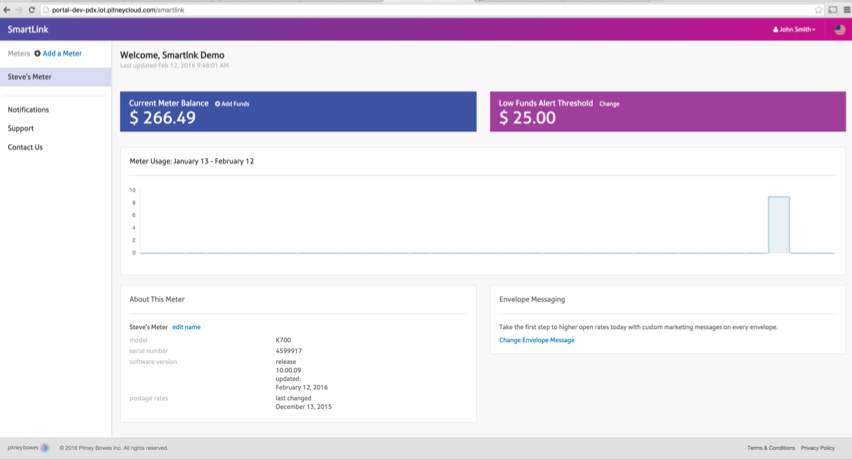 portal-dev-pdx.iot.pitneycloud.com/smartlink
SmartLink
John Smith
Meters Add a Meter
Steve's Meter
Notifications
Support
Contact Us
Welcome, Smartlnk Demo
Last updated Feb 12, 2016 9:48:01 AM
Current Meter Balance Add Funds
$ 266.49
Low Funds Alert Threshold Change
$ 25.00
Meter Usage: January 13 - February 12
10
8
6
4
2
0
About This Meter
Steve's Meter edit name
model K700
serial number 4599917
software version release
10.00.09
updated:
February 12, 2016
postage rates last changed
December 13, 2015
Envelope Messaging
Take the first step to higher open rates today with custom marketing messages on every envelope.
Change Envelope Message
pitney bowes © 2016 Pitney Bowes Inc. All rights reserved.
Terms & Conditions Privacy Policy